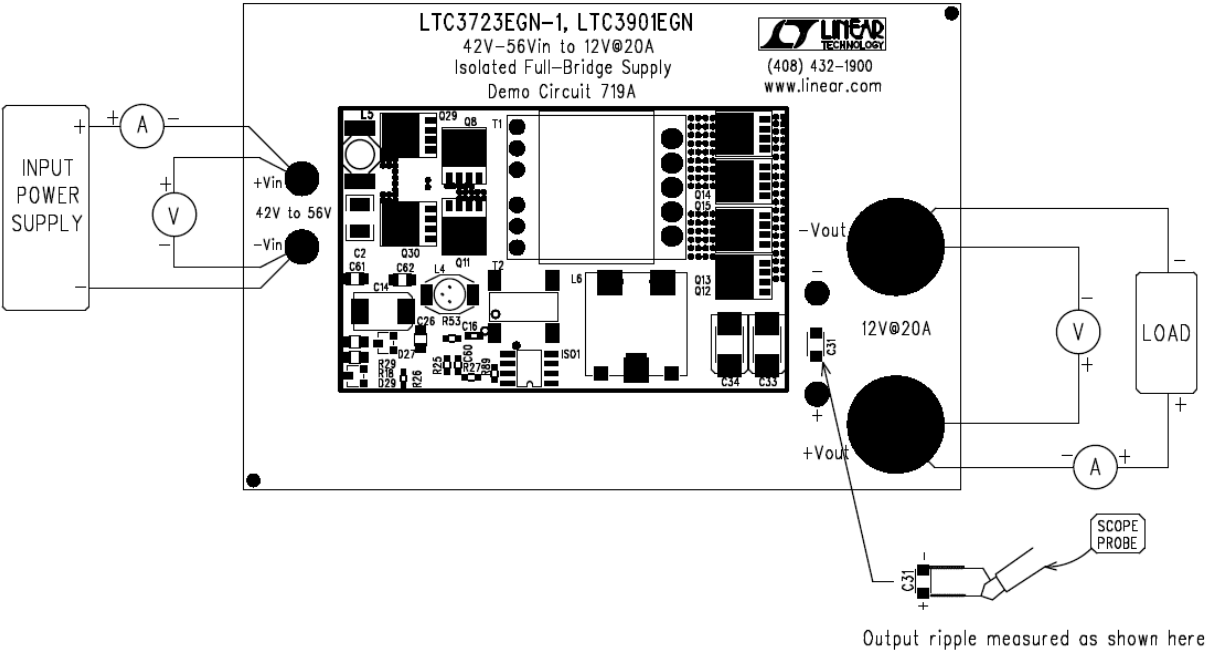 LTC3723EGN-1, LTC3901EGN
42V-56Vin to 12V@20A
Isolated Full-Bridge Supply
Demo Circuit 719A
LINEAR
TECHNOLOGY
(408) 432-1900
www.linear.com
INPUT
POWER
SUPPLY
+
-
+ A -
+
V
-
+Vin
42V to 56V
-Vin
L5
Q29
Q8
T1
Q14
Q15
C2
Q30
Q11
C61
C62
L4
T2
L6
Q13
Q12
C14
C26
R53
C16
D27
R29
R18
D29
R26
R25
C60
R27
R89
ISO1
C34
C33
-Vout
-
12V@20A
C31
+
+Vout
-
V
+
-
LOAD
+
- A +
SCOPE
PROBE
-
C31
+
Output ripple measured as shown here